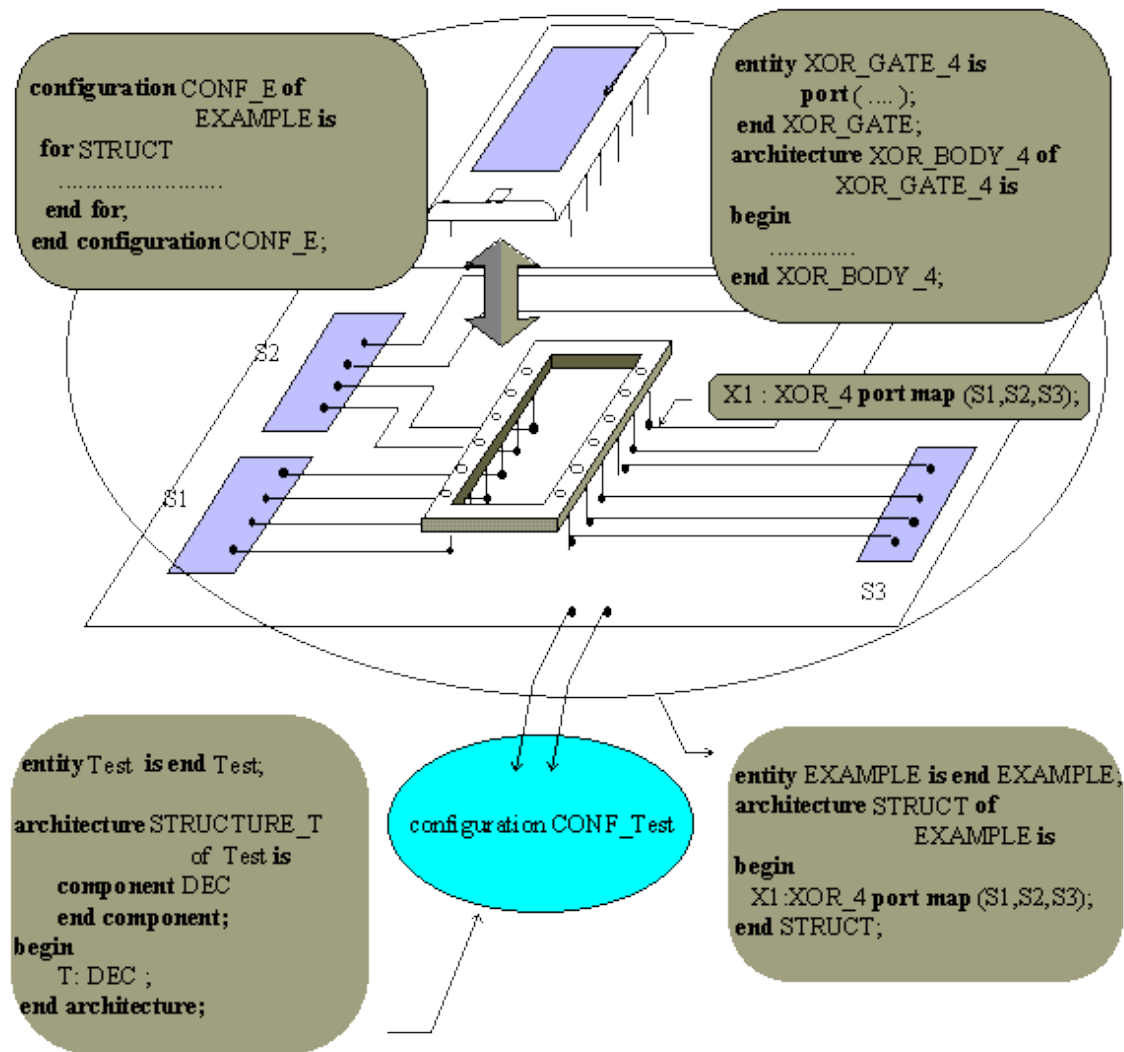 configuration CONF_E of
EXAMPLE is
for STRUCT
.........................
end for;
end configuration CONF_E;
entity XOR_GATE_4 is
port ( .... );
end XOR_GATE;
architecture XOR_BODY_4 of
XOR_GATE_4 is
begin
.............
end XOR_BODY_4;
S2
X1 : XOR_4 port map (S1,S2,S3);
S1
S3
entity Test is end Test;
architecture STRUCTURE_T
of Test is
component DEC
end component;
begin
T: DEC ;
end architecture;
configuration CONF_Test
entity EXAMPLE is end EXAMPLE;
architecture STRUCT of
EXAMPLE is
begin
X1:XOR_4 port map (S1,S2,S3);
end STRUCT;